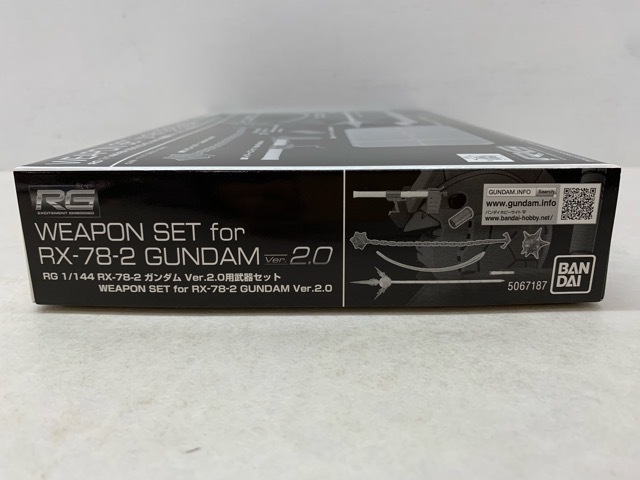 RG
EXCITEMENT EMBODIED
WEAPON SET for
RX-78-2 GUNDAM Ver. 2.0
RG 1/144 RX-78-2 ガンダム Ver.2.0用武器セット
WEAPON SET for RX-78-2 GUNDAM Ver.2.0
GUNDAM.INFO Search
www.gundam.info
バンダイホビーサイト
www.bandai-hobby.net/
BAN
DAI
5067187